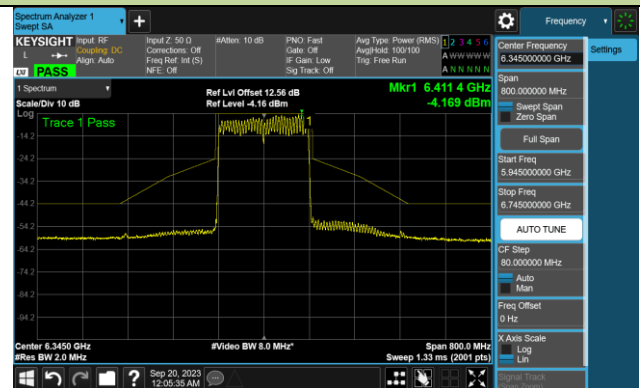 Spectrum Analyzer 1
Swept SA
Frequency
KEYSIGHT
Input: RF
Coupling: DC
Align: Auto
Input Z: 50 Ω
Corrections: Off
Freq Ref: Int (S)
NFE: Off
#Atten: 10 dB
PNO: Fast
Gate: Off
IF Gain: Low
Sig Track: Off
Avg Type: Power (RMS)
Avg|Hold: 100/100
Trig: Free Run
1 2 3 4 5 6
A W W W W W
A N N N N N
L
LXI
PASS
1 Spectrum
Scale/Div 10 dB
Ref Lvl Offset 12.56 dB
Ref Level -4.16 dBm
Mkr1 6.411 4 GHz
-4.169 dBm
Log
Trace 1 Pass
1
-14.2
-24.2
-34.2
-44.2
-54.2
-64.2
-74.2
-84.2
-94.2
Center 6.3450 GHz
#Res BW 2.0 MHz
#Video BW 8.0 MHz*
Span 800.0 MHz
Sweep 1.33 ms (2001 pts)
Center Frequency
6.345000000 GHz
Settings
Span
800.000000 MHz
Swept Span
Zero Span
Full Span
Start Freq
5.945000000 GHz
Stop Freq
6.745000000 GHz
AUTO TUNE
CF Step
80.000000 MHz
Auto
Man
Freq Offset
0 Hz
X Axis Scale
Log
Lin
Signal Track
(Span Zoom)
Sep 20, 2023
12:05:35 AM